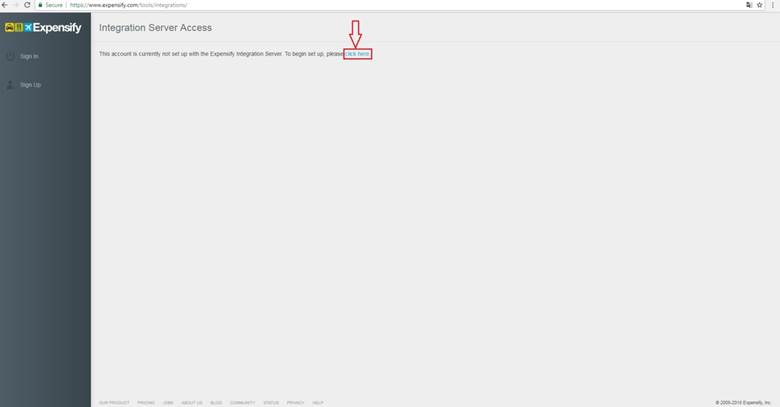 Secure https://www.expensify.com/tools/integrations/
Expensify
Integration Server Access
This account is currently not set up with the Expensify Integration Server. To begin set up, please click here.
Sign In
Sign Up
OUR PRODUCT PRICING JOBS ABOUT US BLOG COMMUNITY STATUS PRIVACY HELP
© 2008-2018 Expensify, Inc.